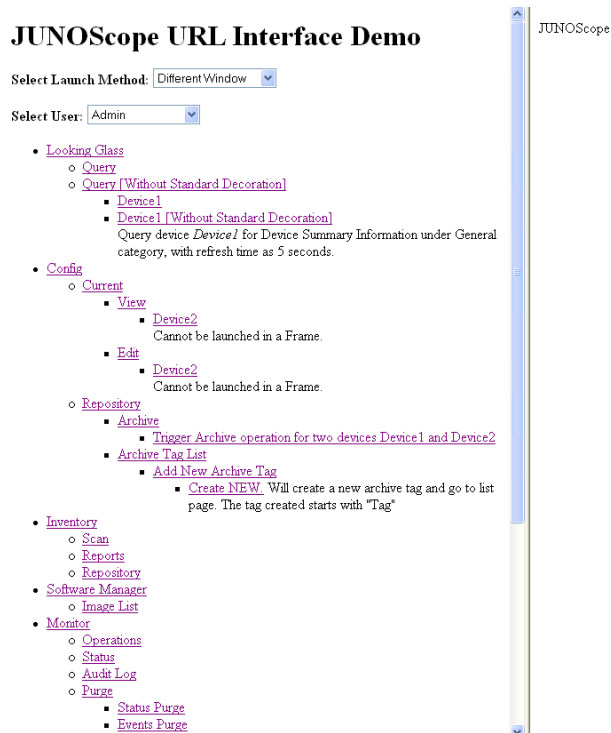 JUNOScope URL Interface Demo
JUNOScope
Select Launch Method: Different Window
Select User: Admin
Looking Glass
Query
Query [Without Standard Decoration]
Device1
Device1 [Without Standard Decoration]
Query device Device1 for Device Summary Information under General
category, with refresh time as 5 seconds.
Config
Current
View
Device2
Cannot be launched in a Frame.
Edit
Device2
Cannot be launched in a Frame.
Repository
Archive
Trigger Archive operation for two devices Device1 and Device2
Archive Tag List
Add New Archive Tag
Create NEW. Will create a new archive tag and go to list
page. The tag created starts with "Tag"
Inventory
Scan
Reports
Repository
Software Manager
Image List
Monitor
Operations
Status
Audit Log
Purge
Status Purge
Events Purge